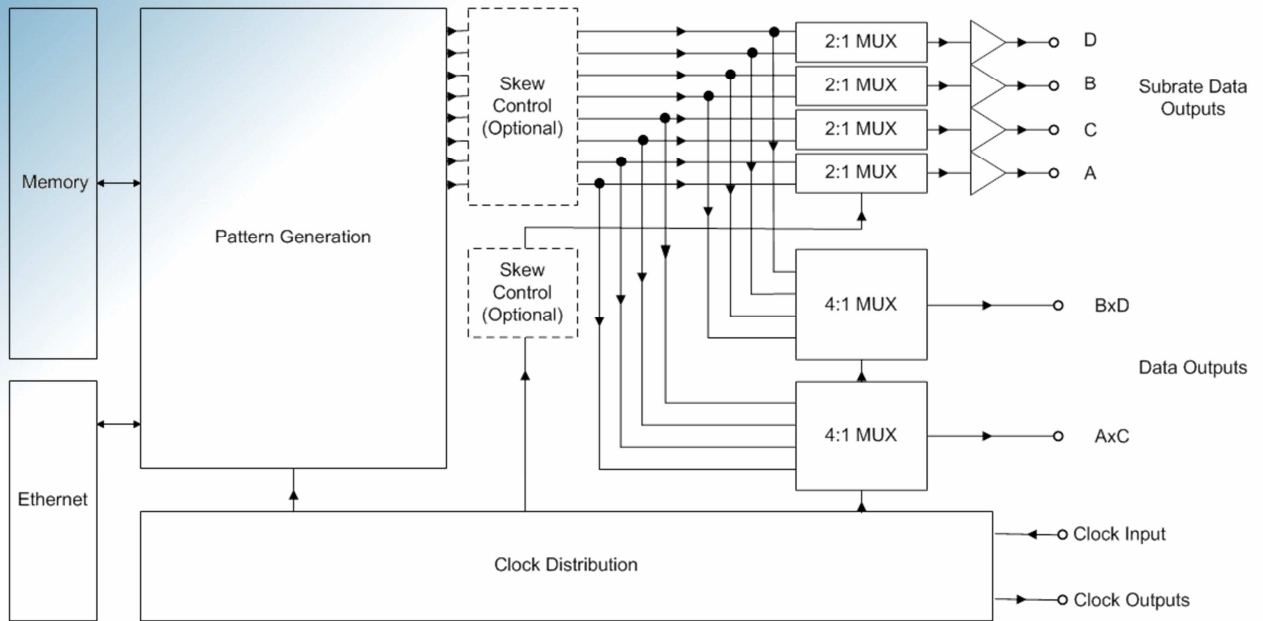 Memory
Ethernet
Pattern Generation
Skew
Control
(Optional)
Skew
Control
(Optional)
2:1 MUX
2:1 MUX
2:1 MUX
2:1 MUX
D
B
C
A
Subrate Data
Outputs
4:1 MUX
BxD
Data Outputs
4:1 MUX
AxC
Clock Distribution
Clock Input
Clock Outputs